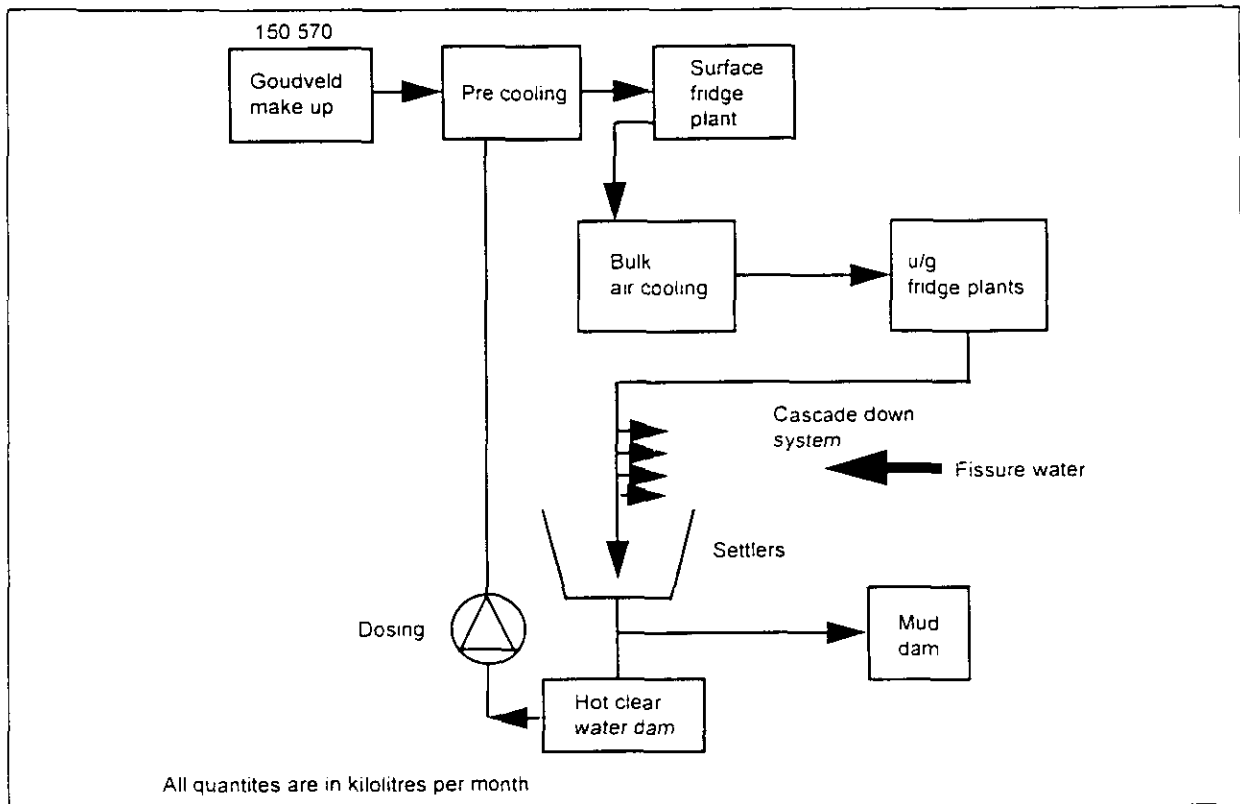 150 570
Goudveld
make up
Pre cooling
Surface
fridge
plant
Bulk
air cooling
u/g
fridge plants
Cascade down
system
Fissure water
Settlers
Dosing
Mud
dam
Hot clear
water dam
All quantites are in kilolitres per month